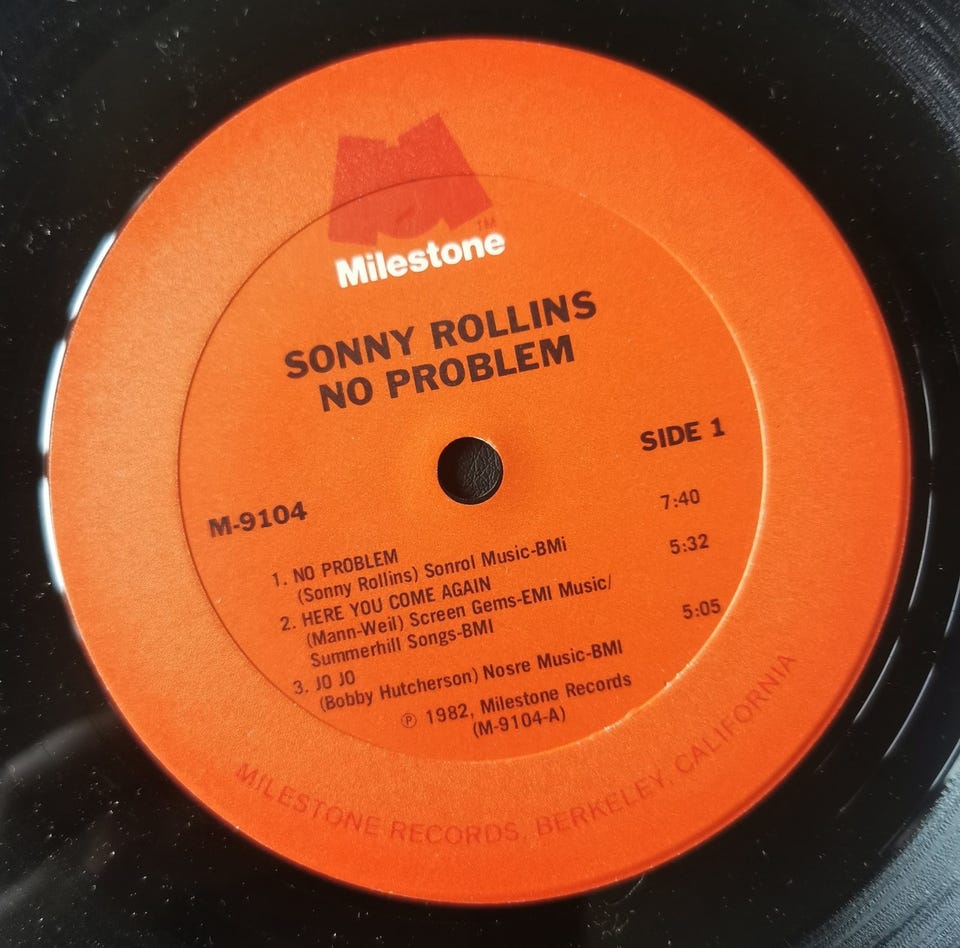 TM
Milestone
SONNY ROLLINS
NO PROBLEM
SIDE 1
M-9104
1. NO PROBLEM 7:40
(Sonny Rollins) Sonrol Music-BMi
2. HERE YOU COME AGAIN 5:32
(Mann-Weil) Screen Gems-EMI Music/
Summerhill Songs-BMI
3. JO JO 5:05
(Bobby Hutcherson) Nosre Music-BMI
℗ 1982, Milestone Records
(M-9104-A)
MILESTONE RECORDS, BERKELEY, CALIFORNIA